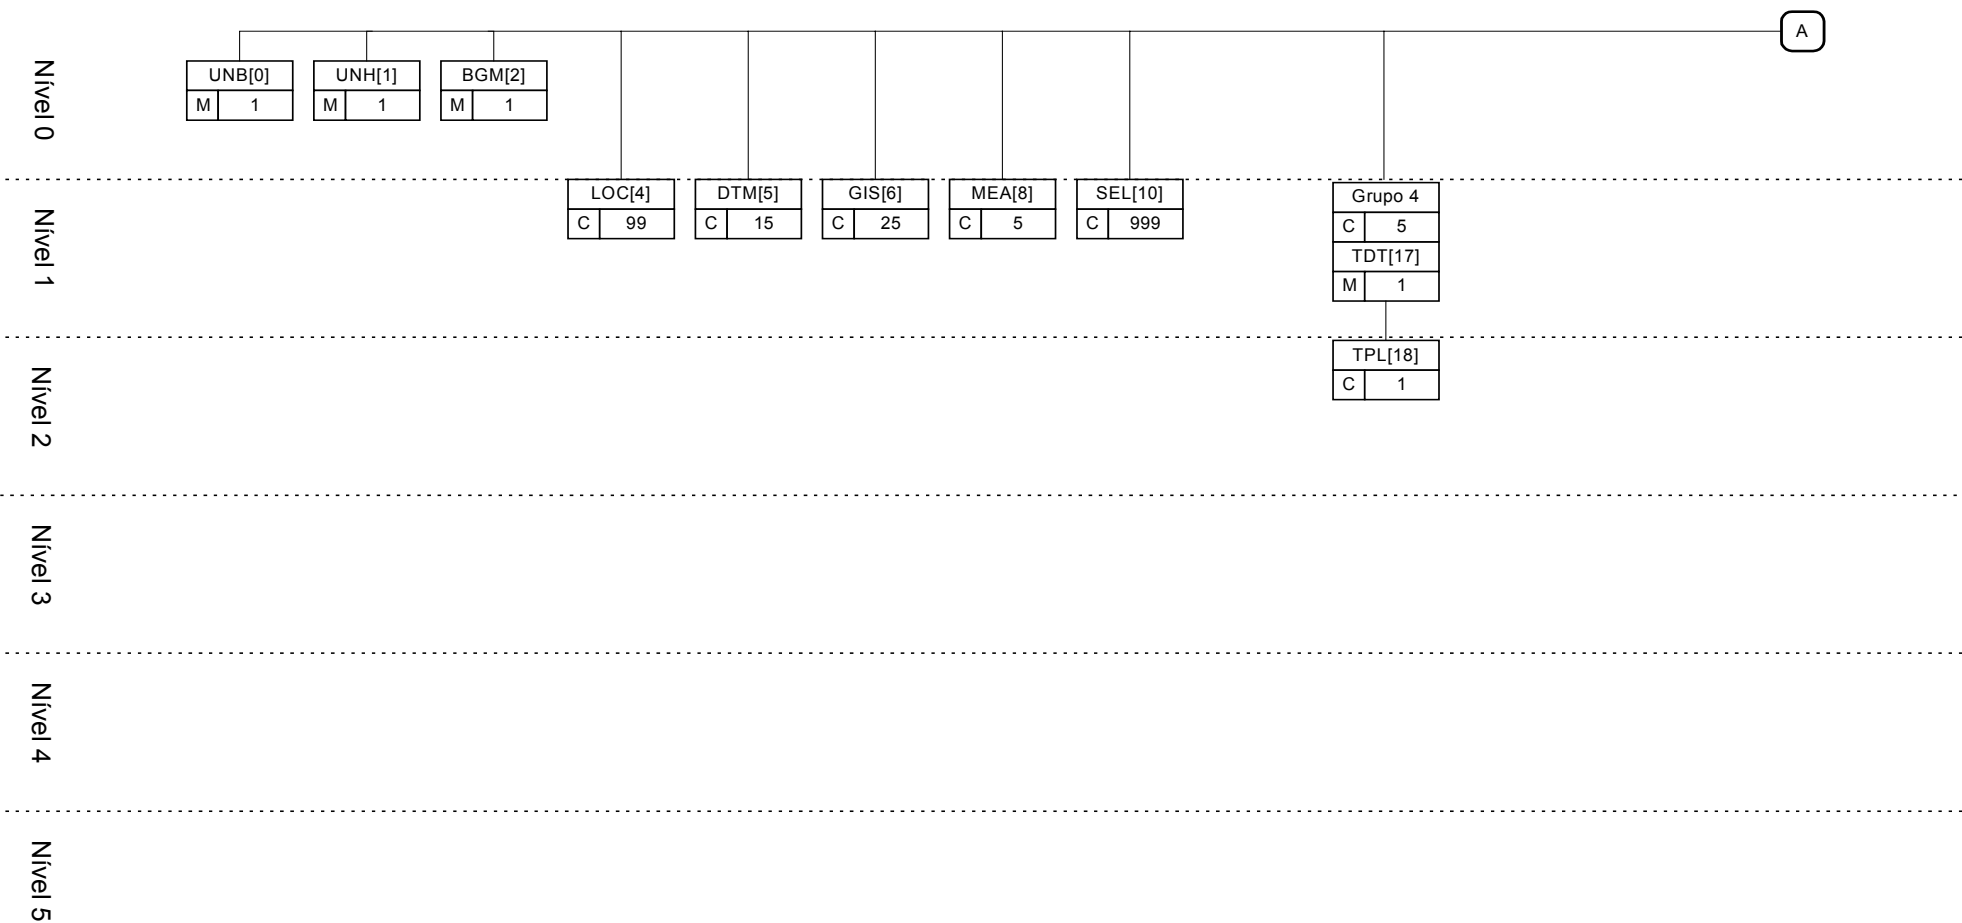 A
Nível 0
UNB[0] UNH[1] BGM[2]
M 1 M 1 M 1
Nível 1
LOC[4] DTM[5] GIS[6] MEA[8] SEL[10] Grupo 4
C 99 C 15 C 25 C 5 C 999 C 5
TDT[17]
M 1
Nível 2
TPL[18]
C 1
Nível 3
Nível 4
Nível 5